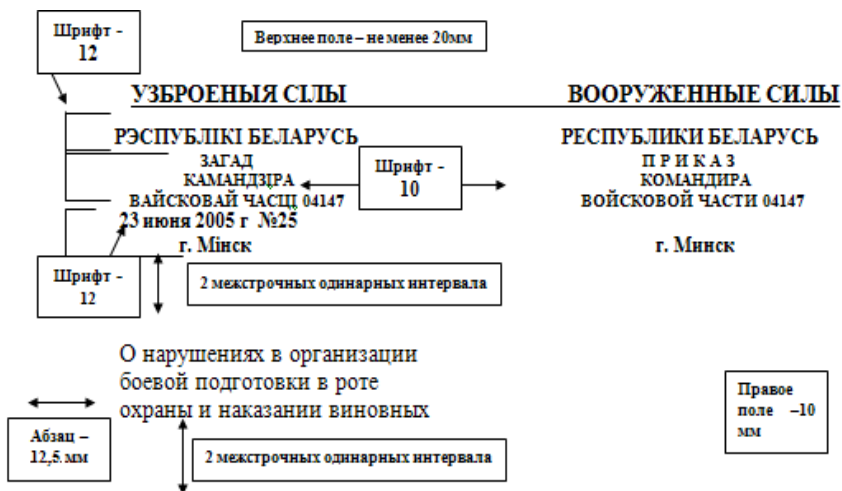 Шрифт -
12
Верхнее поле – не менее 20мм
УЗБРОЕНЫЯ СІЛЫ ВООРУЖЕННЫЕ СИЛЫ
РЭСПУБЛІКІ БЕЛАРУСЬ РЕСПУБЛИКИ БЕЛАРУСЬ
ЗАГАД П Р И К А З
КАМАНДЗІРА КОМАНДИРА
ВАЙСКОВАЙ ЧАСЦІ 04147 ВОЙСКОВОЙ ЧАСТИ 04147
Шрифт -
10
23 июня 2005 г №25
г. Мінск г. Минск
Шрифт -
12
2 межстрочных одинарных интервала
О нарушениях в организации
боевой подготовки в роте
охраны и наказании виновных
Правое
поле –10
мм
Абзац –
12,5.мм
2 межстрочных одинарных интервала